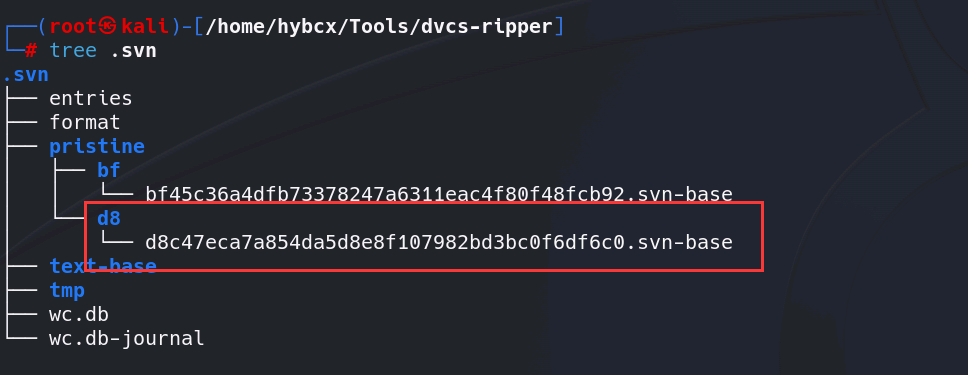 ┌──(root㉿kali)-[/home/hybcx/Tools/dvcs-ripper]
└─# tree .svn
.svn
├── entries
├── format
├── pristine
│   ├── bf
│   │   └── bf45c36a4dfb73378247a6311eac4f80f48fcb92.svn-base
│   └── d8
│       └── d8c47eca7a854da5d8e8f107982bd3bc0f6df6c0.svn-base
├── text-base
├── tmp
├── wc.db
└── wc.db-journal